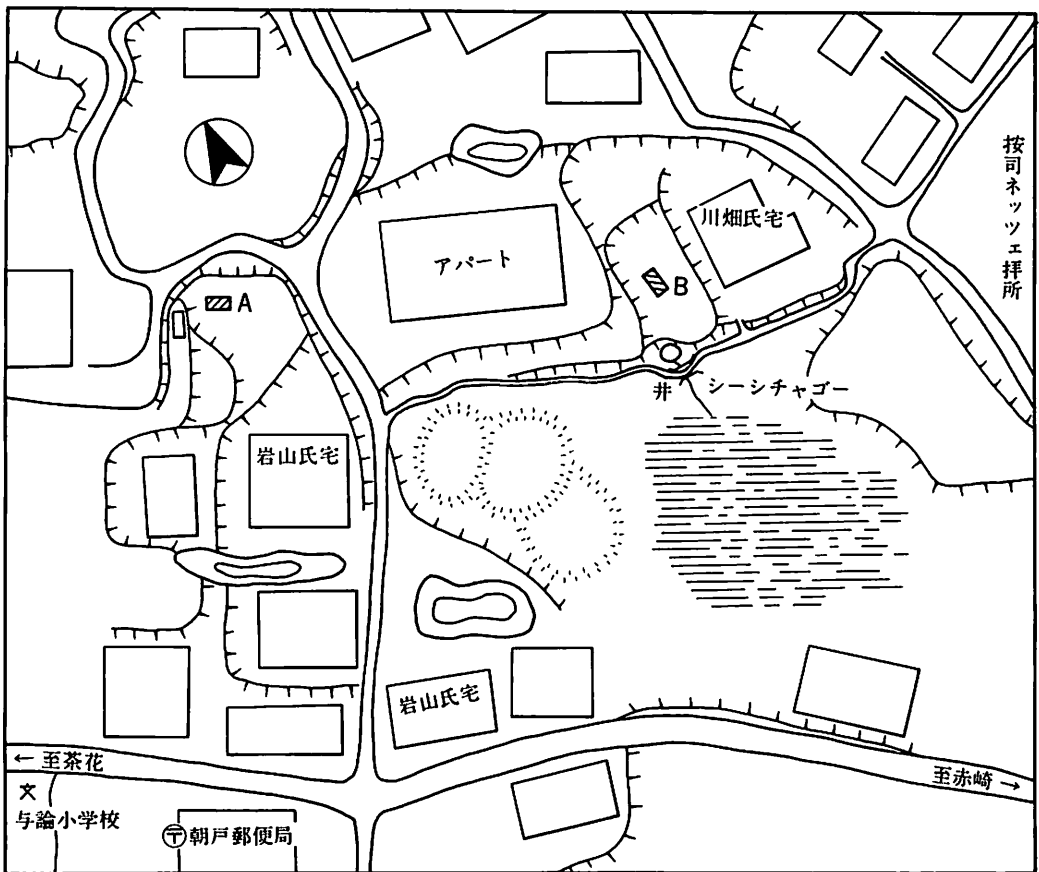 按司ネッツェ拝所
川畑氏宅
アパート
A
B
井
シーシチャゴー
岩山氏宅
岩山氏宅
← 至茶花
至赤崎 →
文
与論小学校
〒朝戸郵便局